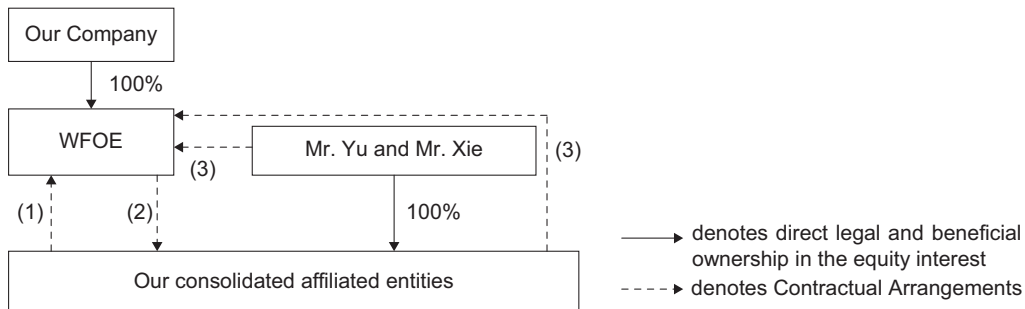 Our Company
100%
WFOE
Mr. Yu and Mr. Xie
(3)
(3)
(1)
(2)
100%
Our consolidated affiliated entities
denotes direct legal and beneficial
ownership in the equity interest
denotes Contractual Arrangements